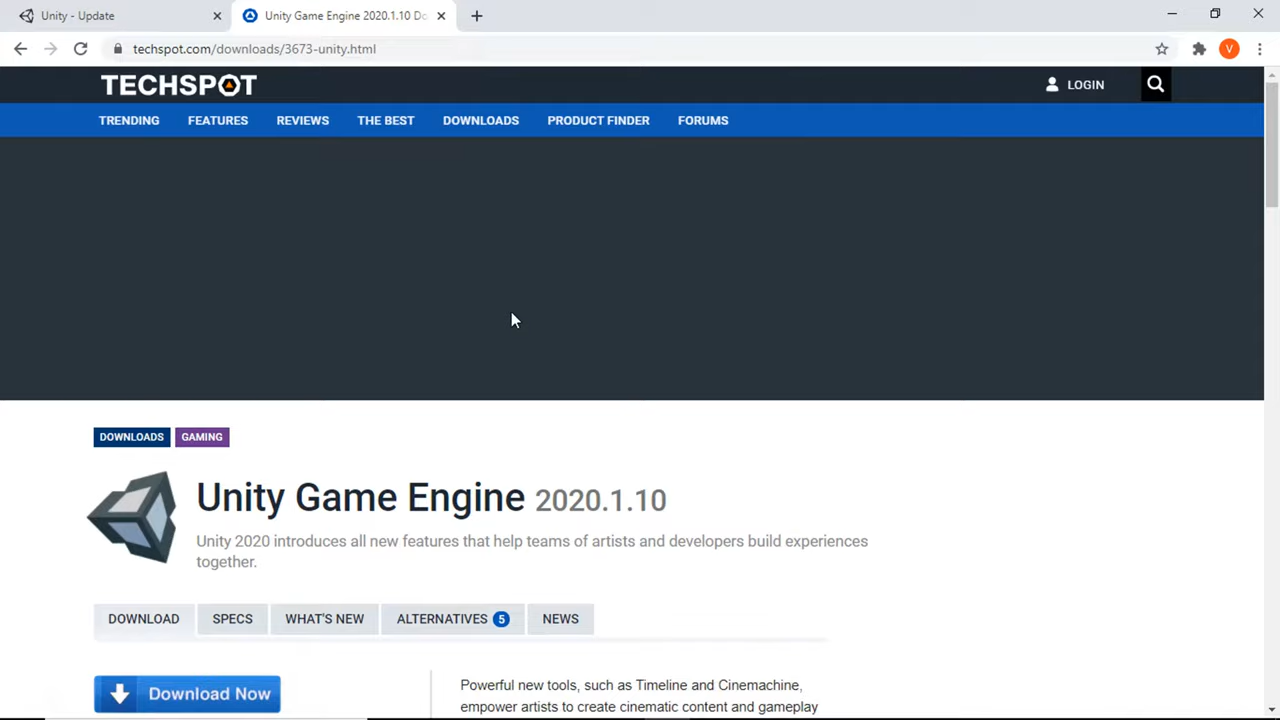 Unity - Update
Unity Game Engine 2020.1.10 Do
techspot.com/downloads/3673-unity.html
V
TECHSPOT
LOGIN
TRENDING FEATURES REVIEWS THE BEST DOWNLOADS PRODUCT FINDER FORUMS
DOWNLOADS GAMING
Unity Game Engine 2020.1.10
Unity 2020 introduces all new features that help teams of artists and developers build experiences
together.
DOWNLOAD SPECS WHAT'S NEW ALTERNATIVES 5 NEWS
Download Now
Powerful new tools, such as Timeline and Cinemachine,
empower artists to create cinematic content and gameplay